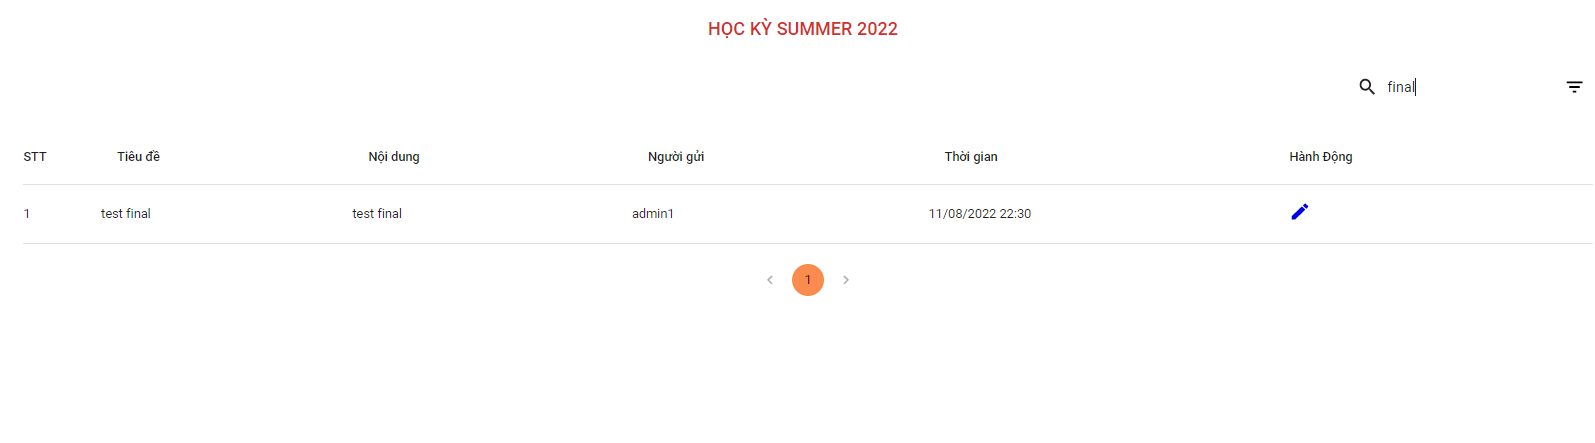 HỌC KỲ SUMMER 2022
final
STT Tiêu đề Nội dung Người gửi Thời gian Hành Động
1 test final test final admin1 11/08/2022 22:30
1